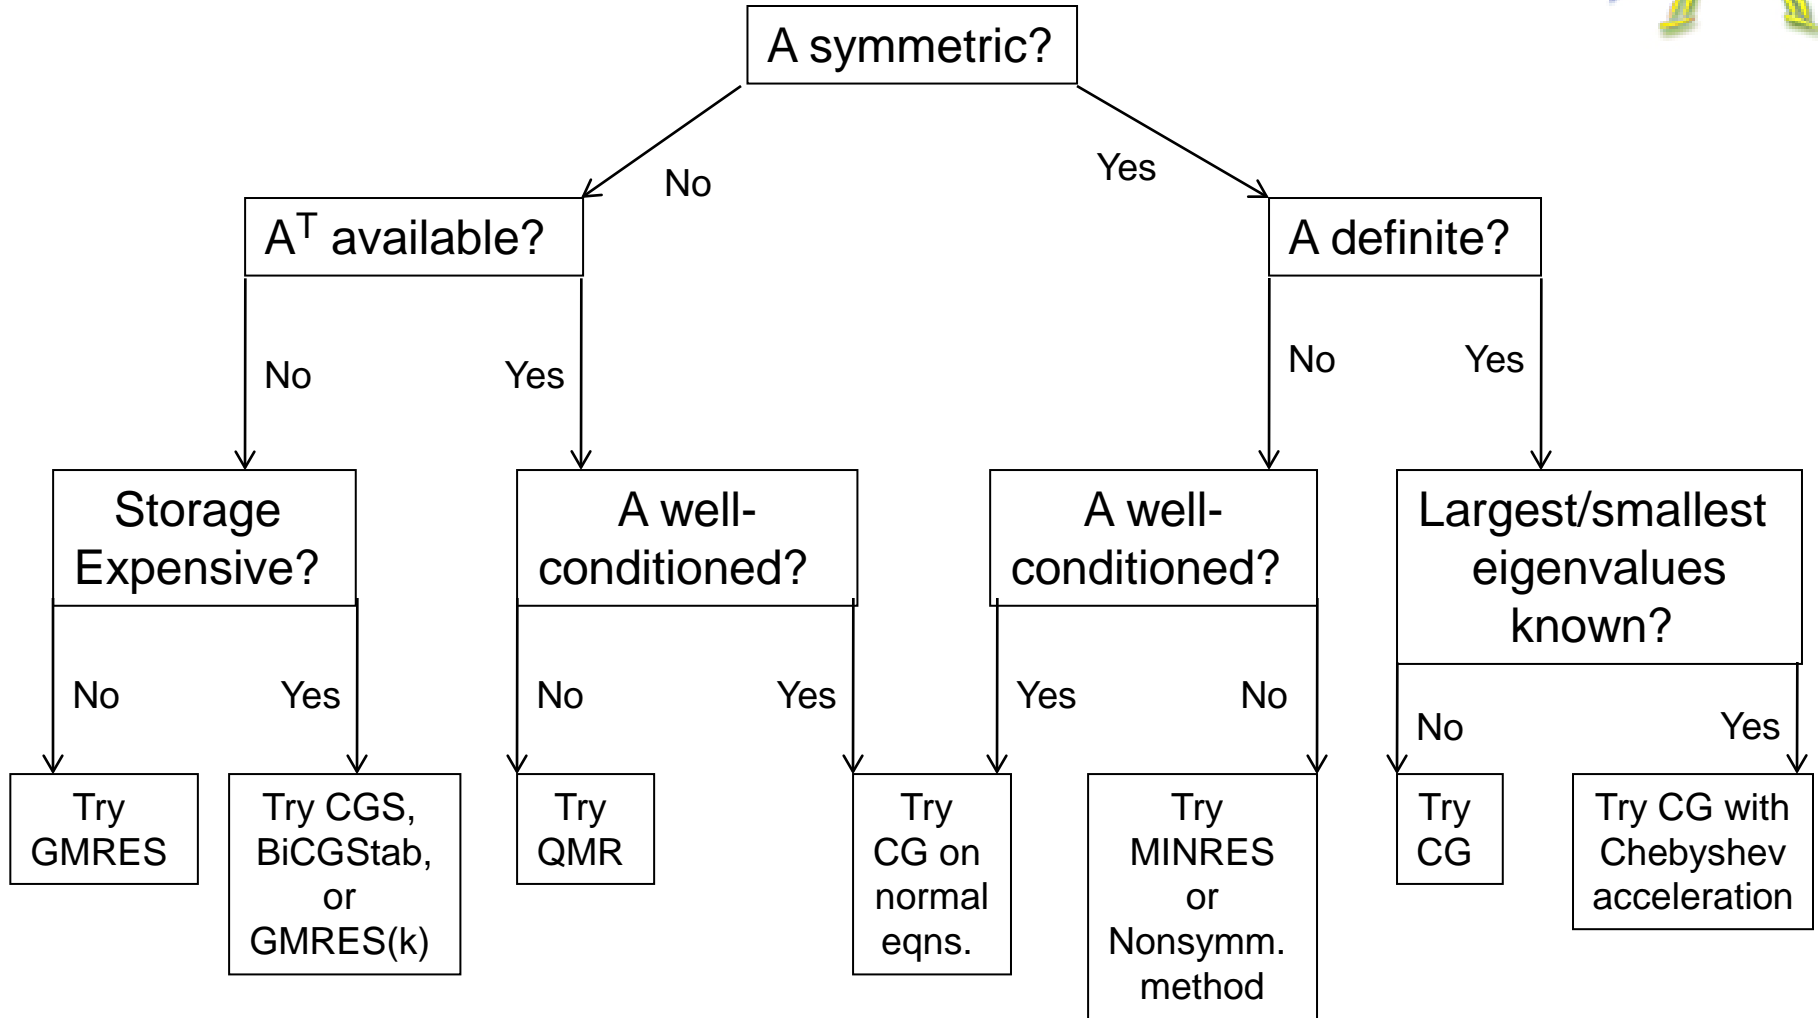 A symmetric?
No
Yes
Aᵀ available?
A definite?
No
Yes
No
Yes
Storage
Expensive?
A well-
conditioned?
A well-
conditioned?
Largest/smallest
eigenvalues
known?
No
Yes
No
Yes
Yes
No
No
Yes
Try
GMRES
Try CGS,
BiCGStab,
or
GMRES(k)
Try
QMR
Try
CG on
normal
eqns.
Try
MINRES
or
Nonsymm.
method
Try
CG
Try CG with
Chebyshev
acceleration